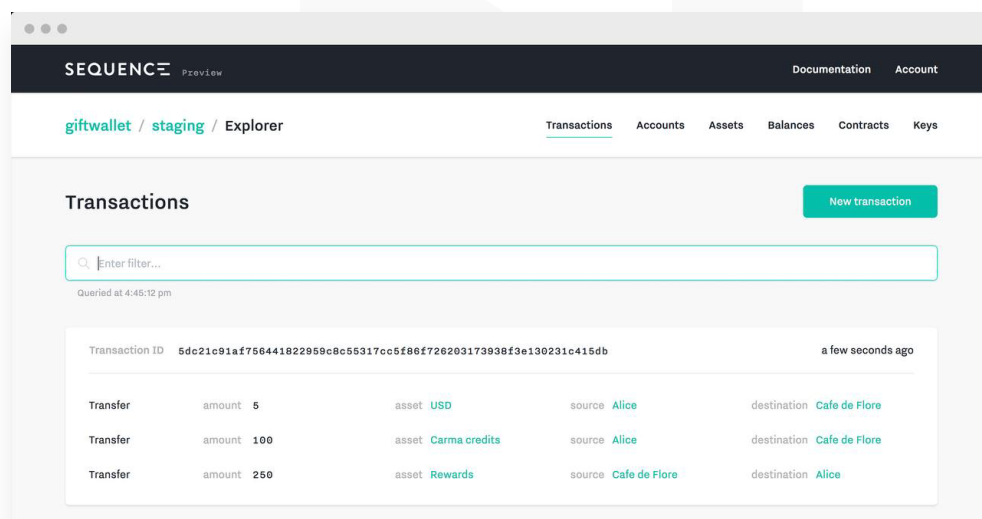 SEQUENCE Preview Documentation Account
giftwallet / staging / Explorer Transactions Accounts Assets Balances Contracts Keys
Transactions New transaction
Enter filter...
Queried at 4:45:12 pm
Transaction ID 5dc21c91af756441822959c8c55317cc5f86f726203173938f3e130231c415db a few seconds ago
Transfer amount 5 asset USD source Alice destination Cafe de Flore
Transfer amount 100 asset Carma credits source Alice destination Cafe de Flore
Transfer amount 250 asset Rewards source Cafe de Flore destination Alice